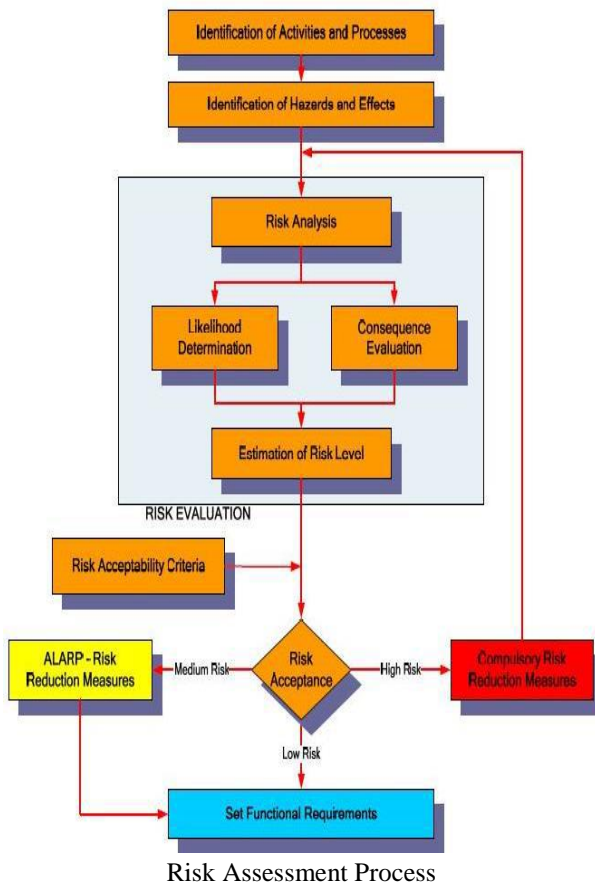 Identification of Activities and Processes
Identification of Hazards and Effects
Risk Analysis
Likelihood
Determination
Consequence
Evaluation
Estimation of Risk Level
RISK EVALUATION
Risk Acceptability Criteria
ALARP - Risk
Reduction Measures
Medium Risk
Risk
Acceptance
High Risk
Compulsory Risk
Reduction Measures
Low Risk
Set Functional Requirements
Risk Assessment Process